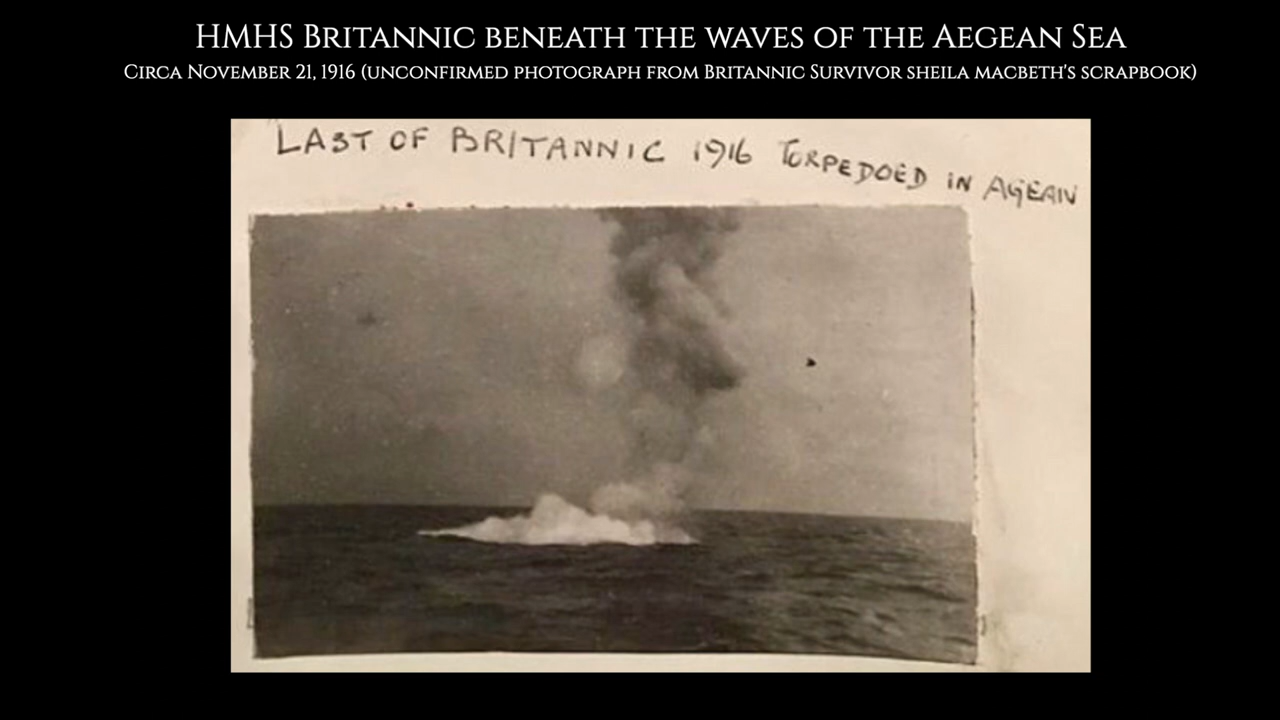 HMHS Britannic beneath the waves of the Aegean Sea
Circa November 21, 1916 (unconfirmed photograph from Britannic Survivor sheila macbeth's scrapbook)
LAST OF BRITANNIC 1916 TORPEDOED IN AGEAN